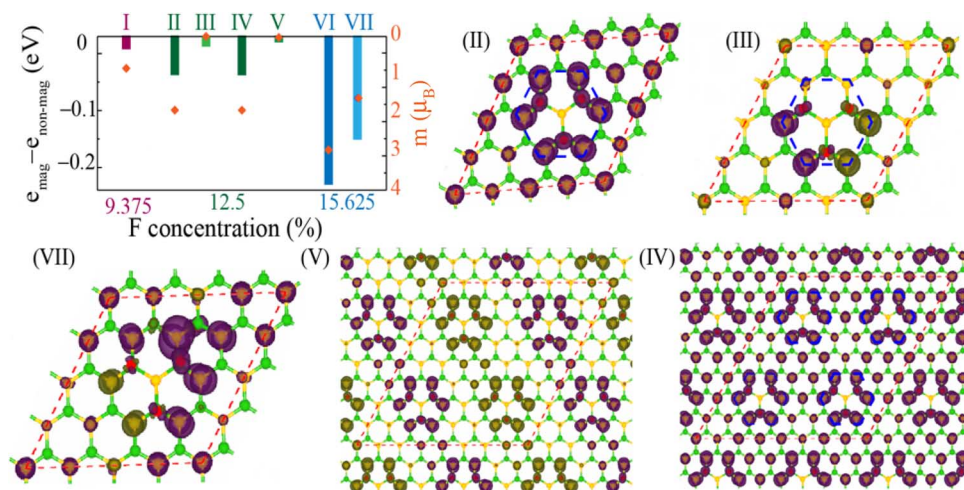 I II III IV V VI VII
e_mag−e_non-mag (eV)
0
−0.1
−0.2
0
1
2
3
4
m (μ_B)
9.375 12.5 15.625
F concentration (%)
(II)
(III)
(VII)
(V)
(IV)